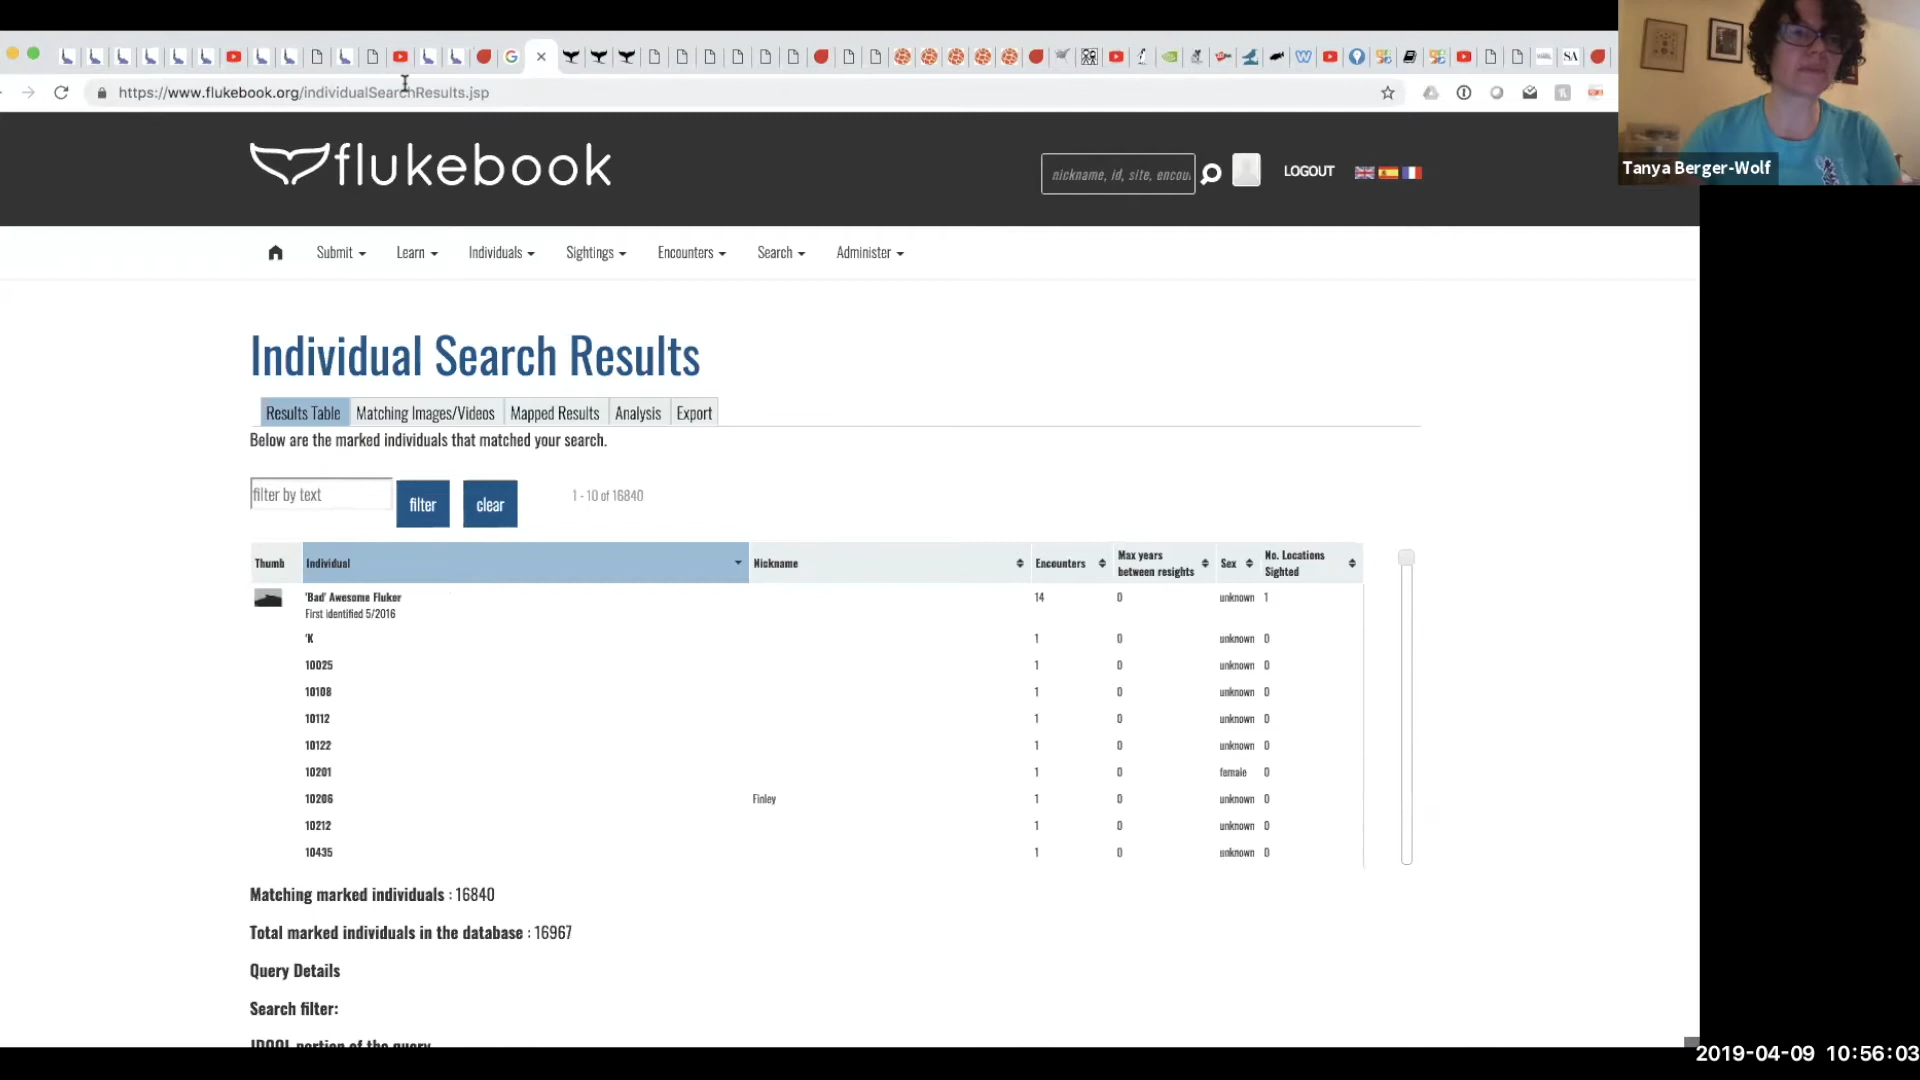 https://www.flukebook.org/individualSearchResults.jsp
Tanya Berger-Wolf
flukebook
nickname, id, site, encou
LOGOUT
Submit Learn Individuals Sightings Encounters Search Administer
Individual Search Results
Results Table Matching Images/Videos Mapped Results Analysis Export
Below are the marked individuals that matched your search.
filter by text filter clear 1 - 10 of 16840
Thumb Individual Nickname Encounters Max years between resights Sex No. Locations Sighted
'Bad' Awesome Fluker 14 0 unknown 1
First identified 5/2016
'K 1 0 unknown 0
10025 1 0 unknown 0
10108 1 0 unknown 0
10112 1 0 unknown 0
10122 1 0 unknown 0
10201 1 0 female 0
10206 Finley 1 0 unknown 0
10212 1 0 unknown 0
10435 1 0 unknown 0
Matching marked individuals : 16840
Total marked individuals in the database : 16967
Query Details
Search filter:
JDOQL portion of the query
2019-04-09 10:56:03